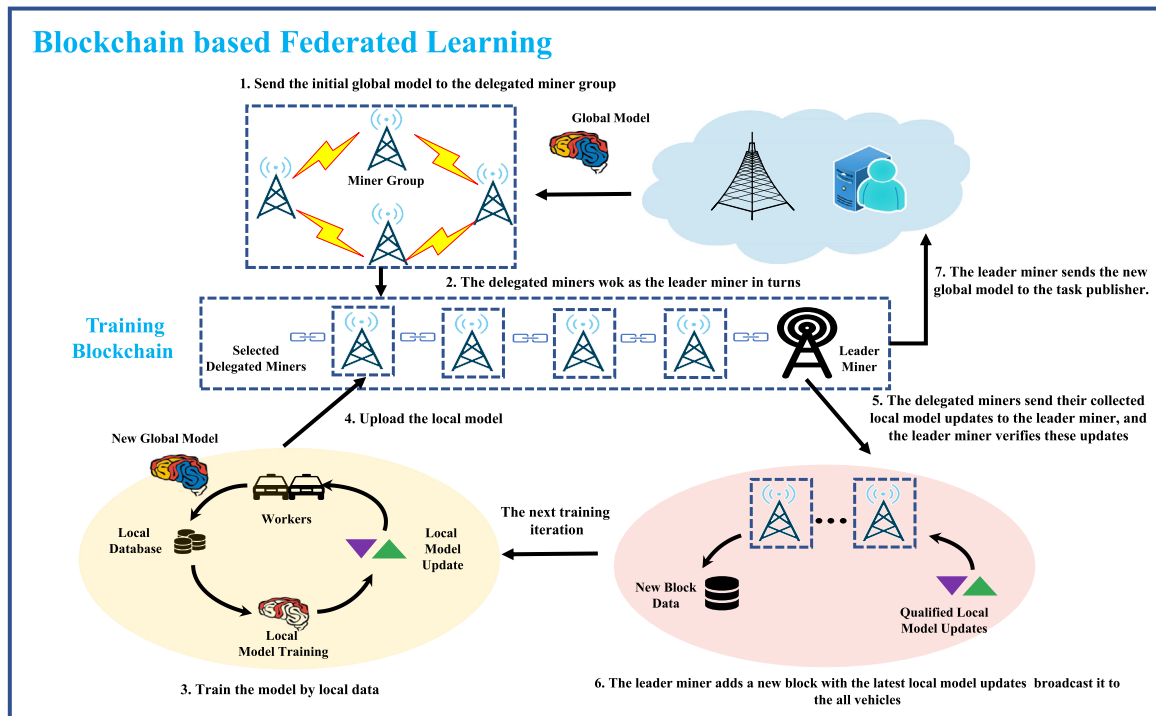 Blockchain based Federated Learning
1. Send the initial global model to the delegated miner group
Global Model
Miner Group
2. The delegated miners wok as the leader miner in turns
7. The leader miner sends the new
global model to the task publisher.
Training
Blockchain
Selected
Delegated Miners
Leader
Miner
4. Upload the local model
5. The delegated miners send their collected
local model updates to the leader miner, and
the leader miner verifies these updates
New Global Model
Workers
Local
Database
Local
Model
Update
Local
Model Training
The next training
iteration
New Block
Data
Qualified Local
Model Updates
3. Train the model by local data
6. The leader miner adds a new block with the latest local model updates broadcast it to
the all vehicles